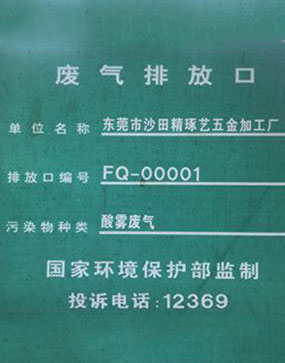 废气排放口
单位名称 东莞市沙田精琢艺五金加工厂
排放口编号 FQ-00001
污染物种类 酸雾废气
国家环境保护部监制
投诉电话:12369